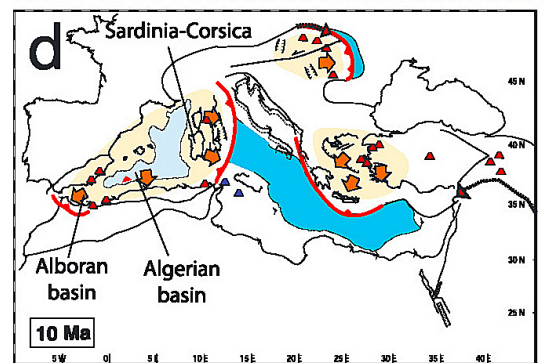 d
Sardinia-Corsica
45 N
40 N
35 N
Alboran
basin
Algerian
basin
30 N
25 N
10 Ma
5 W 0 5 E 10 E 15 E 20 E 25 E 30 E 35 E 40 E